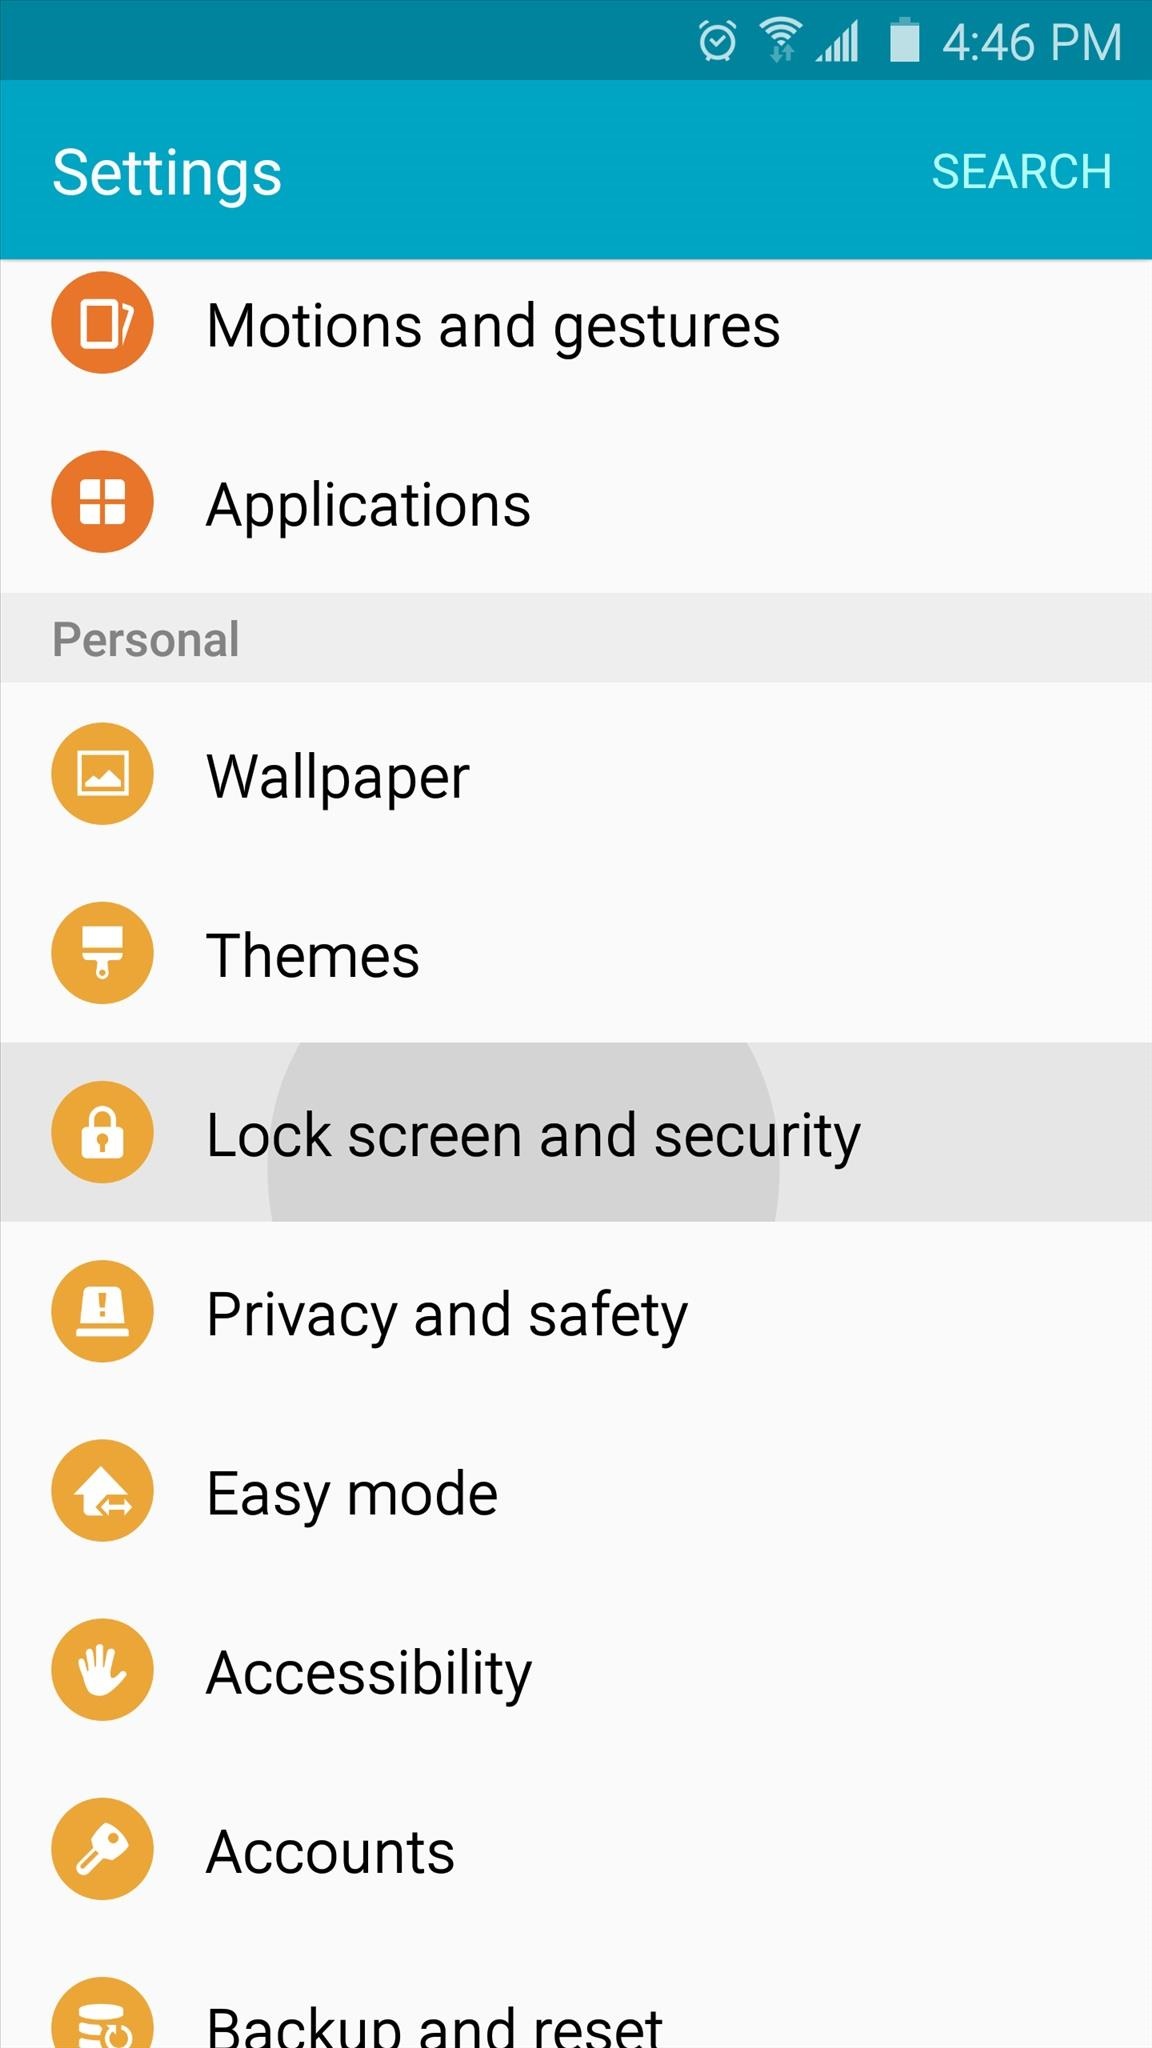 4:46 PM
Settings
SEARCH
Motions and gestures
Applications
Personal
Wallpaper
Themes
Lock screen and security
Privacy and safety
Easy mode
Accessibility
Accounts
Backup and reset